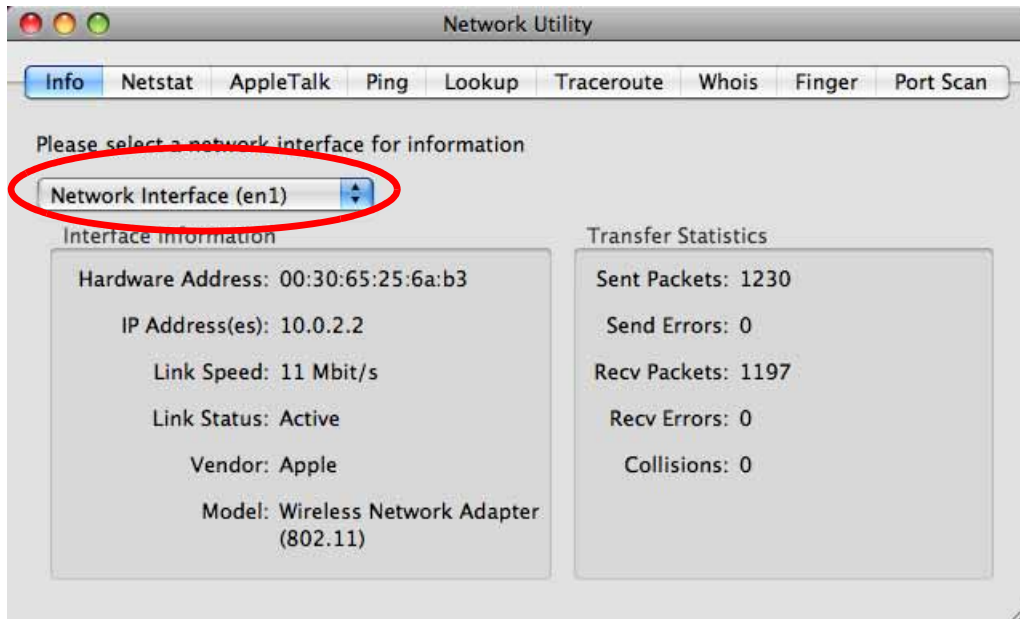 Network Utility
Info Netstat AppleTalk Ping Lookup Traceroute Whois Finger Port Scan
Please select a network interface for information
Network Interface (en1)
Interface Information
Hardware Address: 00:30:65:25:6a:b3
IP Address(es): 10.0.2.2
Link Speed: 11 Mbit/s
Link Status: Active
Vendor: Apple
Model: Wireless Network Adapter
(802.11)
Transfer Statistics
Sent Packets: 1230
Send Errors: 0
Recv Packets: 1197
Recv Errors: 0
Collisions: 0